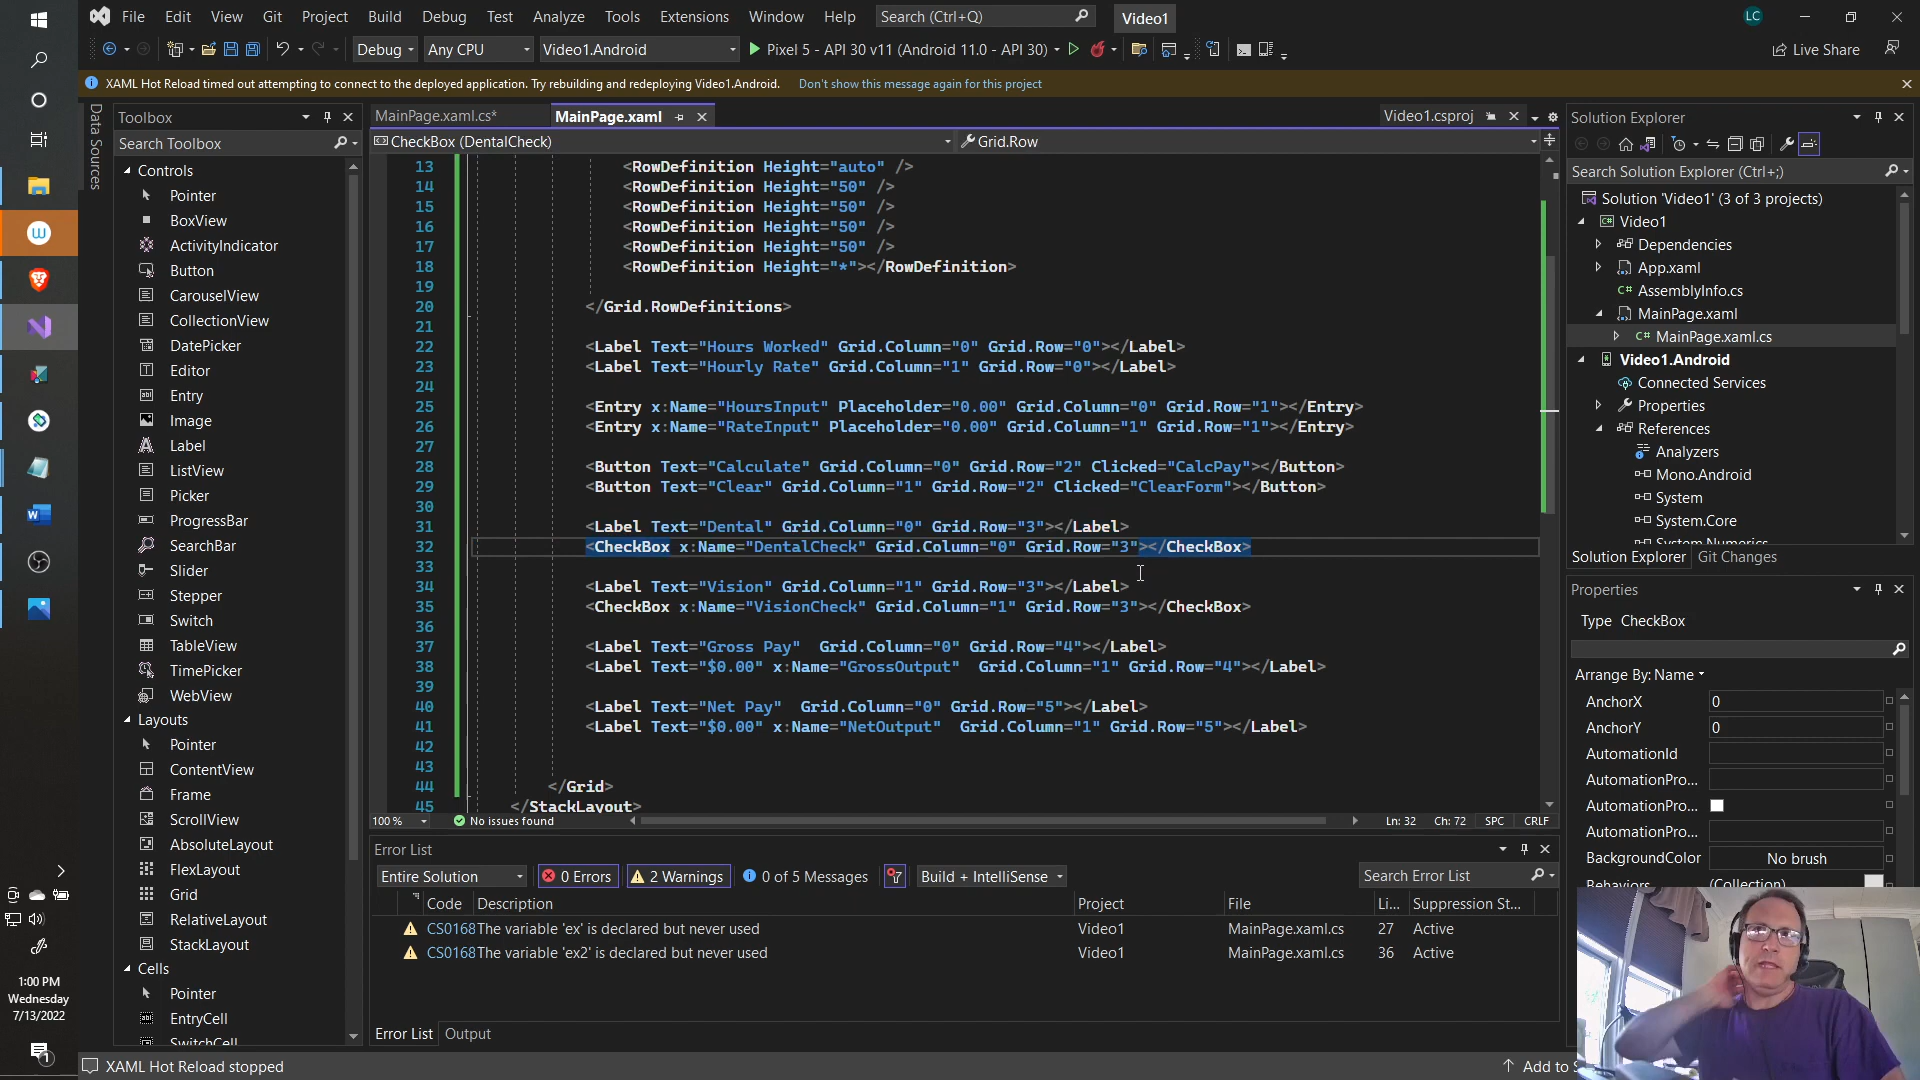 File Edit View Git Project Build Debug Test Analyze Tools Extensions Window Help Search (Ctrl+Q) Video1 LC
Debug Any CPU Video1.Android Pixel 5 - API 30 v11 (Android 11.0 - API 30) Live Share
XAML Hot Reload timed out attempting to connect to the deployed application. Try rebuilding and redeploying Video1.Android. Don't show this message again for this project
Data Sources
Toolbox
Search Toolbox
Controls
Pointer
BoxView
ActivityIndicator
Button
CarouselView
CollectionView
DatePicker
Editor
Entry
Image
Label
ListView
Picker
ProgressBar
SearchBar
Slider
Stepper
Switch
TableView
TimePicker
WebView
Layouts
Pointer
ContentView
Frame
ScrollView
AbsoluteLayout
FlexLayout
Grid
RelativeLayout
StackLayout
Cells
Pointer
EntryCell
SwitchCell
MainPage.xaml.cs* MainPage.xaml Video1.csproj
CheckBox (DentalCheck) Grid.Row
13 <RowDefinition Height="auto" />
14 <RowDefinition Height="50" />
15 <RowDefinition Height="50" />
16 <RowDefinition Height="50" />
17 <RowDefinition Height="50" />
18 <RowDefinition Height="*"></RowDefinition>
19
20 </Grid.RowDefinitions>
21
22 <Label Text="Hours Worked" Grid.Column="0" Grid.Row="0"></Label>
23 <Label Text="Hourly Rate" Grid.Column="1" Grid.Row="0"></Label>
24
25 <Entry x:Name="HoursInput" Placeholder="0.00" Grid.Column="0" Grid.Row="1"></Entry>
26 <Entry x:Name="RateInput" Placeholder="0.00" Grid.Column="1" Grid.Row="1"></Entry>
27
28 <Button Text="Calculate" Grid.Column="0" Grid.Row="2" Clicked="CalcPay"></Button>
29 <Button Text="Clear" Grid.Column="1" Grid.Row="2" Clicked="ClearForm"></Button>
30
31 <Label Text="Dental" Grid.Column="0" Grid.Row="3"></Label>
32 <CheckBox x:Name="DentalCheck" Grid.Column="0" Grid.Row="3"></CheckBox>
33
34 <Label Text="Vision" Grid.Column="1" Grid.Row="3"></Label>
35 <CheckBox x:Name="VisionCheck" Grid.Column="1" Grid.Row="3"></CheckBox>
36
37 <Label Text="Gross Pay"  Grid.Column="0" Grid.Row="4"></Label>
38 <Label Text="$0.00" x:Name="GrossOutput"  Grid.Column="1" Grid.Row="4"></Label>
39
40 <Label Text="Net Pay"  Grid.Column="0" Grid.Row="5"></Label>
41 <Label Text="$0.00" x:Name="NetOutput"  Grid.Column="1" Grid.Row="5"></Label>
42
43
44 </Grid>
45 </StackLayout>
100 % No issues found Ln: 32 Ch: 72 SPC CRLF
Error List
Entire Solution 0 Errors 2 Warnings 0 of 5 Messages Build + IntelliSense Search Error List
Code Description Project File Li... Suppression St...
CS0168 The variable 'ex' is declared but never used Video1 MainPage.xaml.cs 27 Active
CS0168 The variable 'ex2' is declared but never used Video1 MainPage.xaml.cs 36 Active
Error List Output
Solution Explorer
Search Solution Explorer (Ctrl+;)
Solution 'Video1' (3 of 3 projects)
Video1
Dependencies
App.xaml
AssemblyInfo.cs
MainPage.xaml
MainPage.xaml.cs
Video1.Android
Connected Services
Properties
References
Analyzers
Mono.Android
System
System.Core
System.Numerics
Solution Explorer Git Changes
Properties
Type CheckBox
Arrange By: Name
AnchorX 0
AnchorY 0
AutomationId
AutomationPro...
AutomationPro...
AutomationPro...
BackgroundColor No brush
Behaviors (Collection)
1:00 PM
Wednesday
7/13/2022
1
XAML Hot Reload stopped Add to